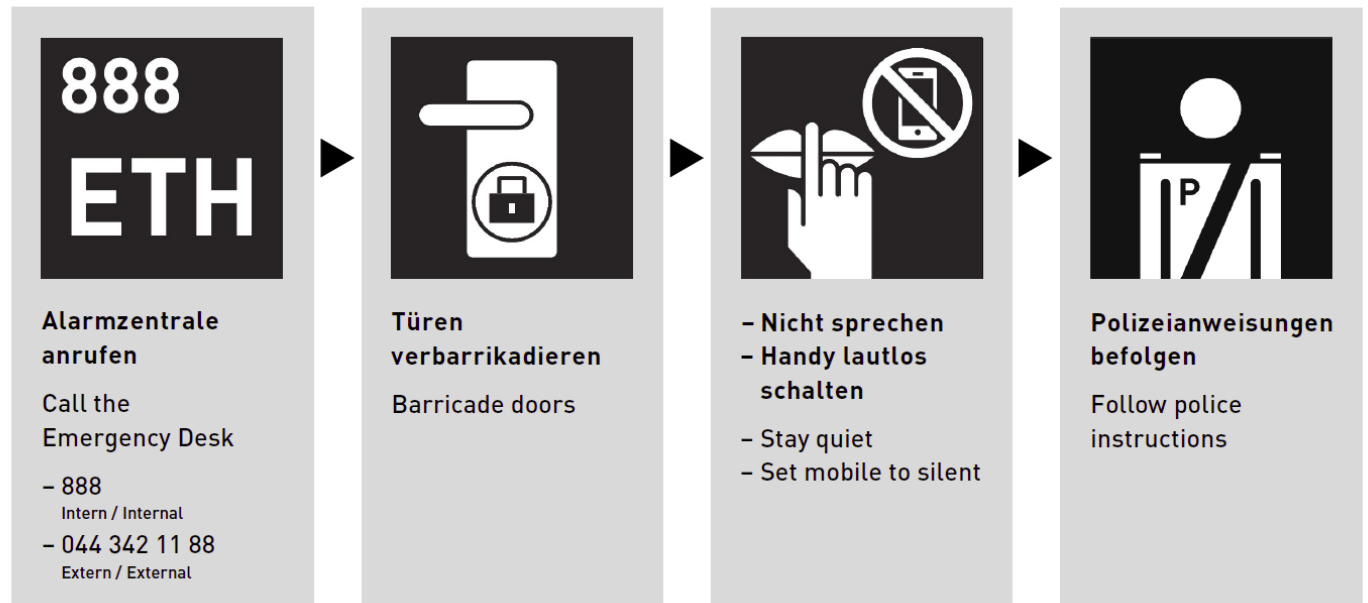 888
ETH
Alarmzentrale
anrufen
Call the
Emergency Desk
– 888
Intern / Internal
– 044 342 11 88
Extern / External
Türen
verbarrikadieren
Barricade doors
– Nicht sprechen
– Handy lautlos
schalten
– Stay quiet
– Set mobile to silent
P
Polizeianweisungen
befolgen
Follow police
instructions